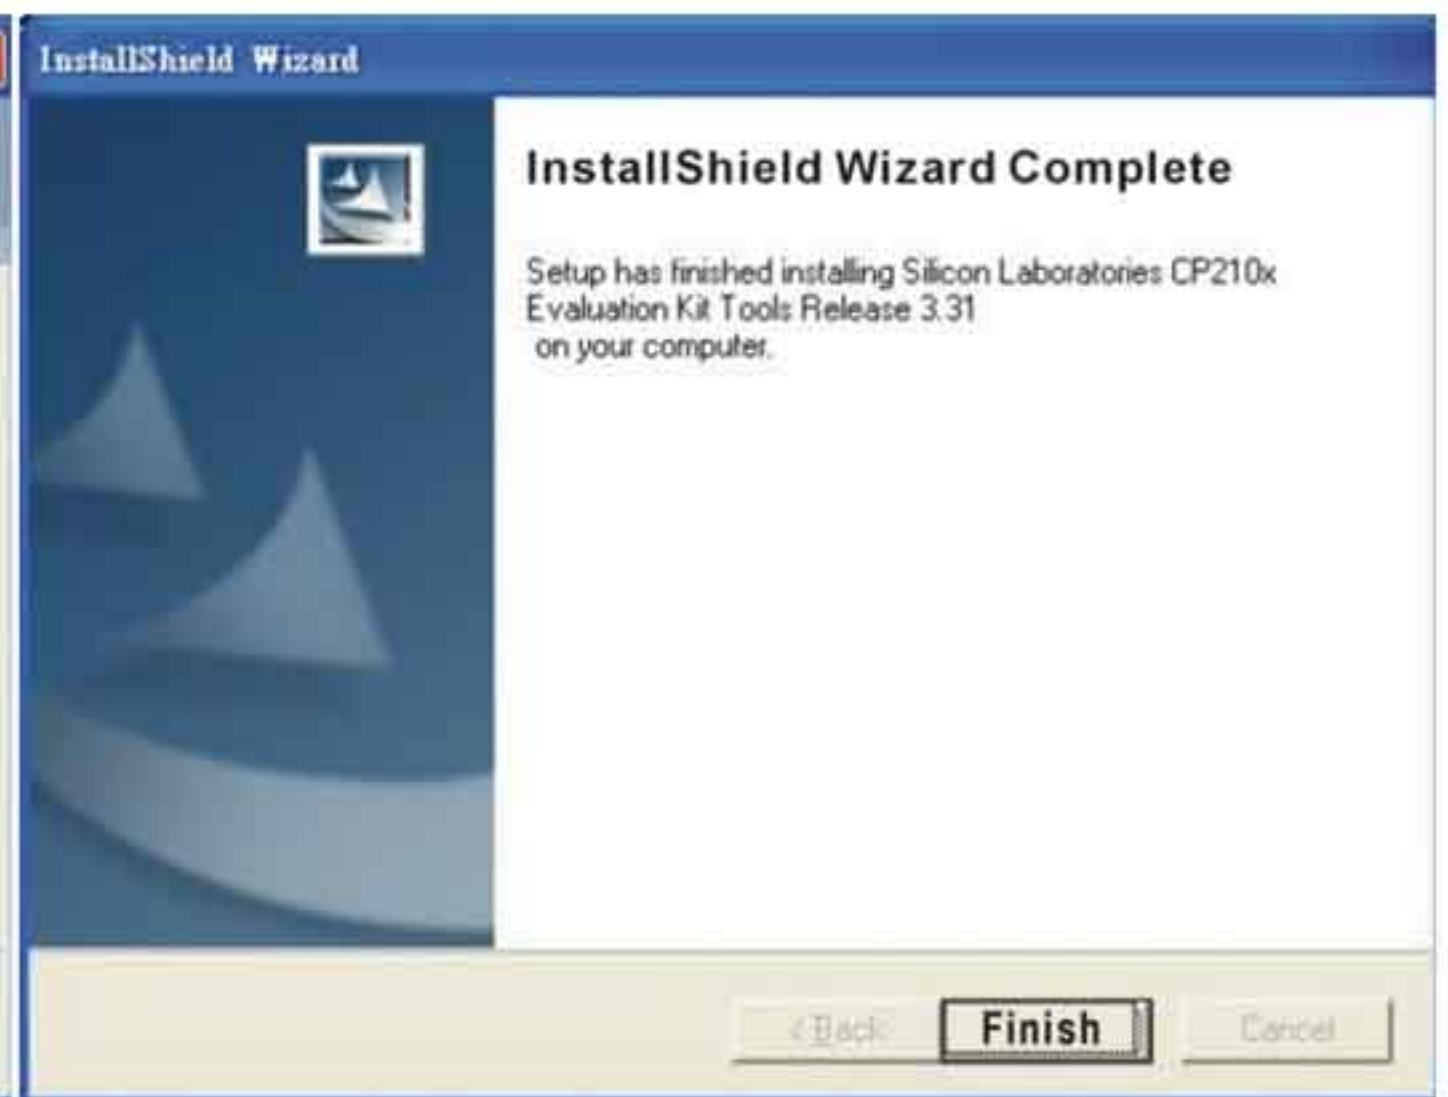 InstallShield Wizard
InstallShield Wizard Complete
Setup has finished installing Silicon Laboratories CP210x
Evaluation Kit Tools Release 3.31
on your computer.
< Back
Finish
Cancel